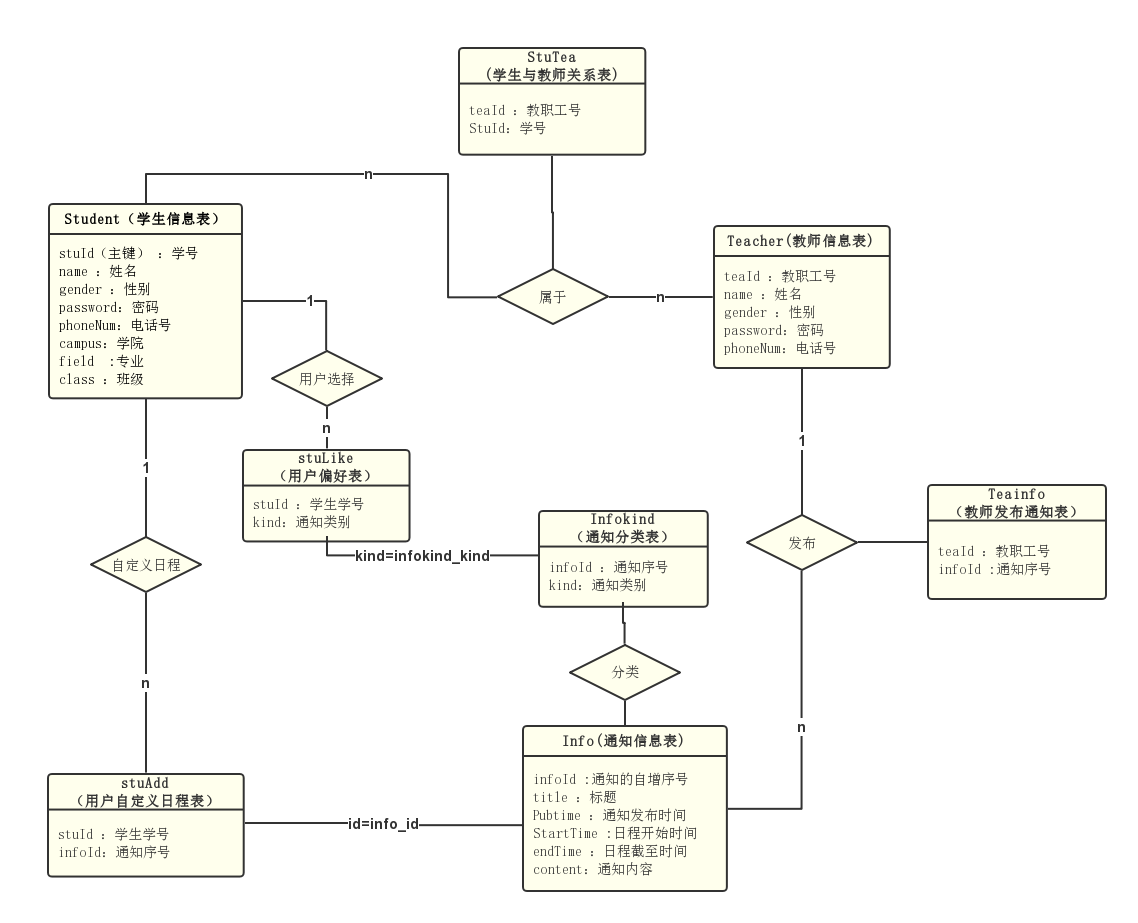 StuTea
(学生与教师关系表)
teaId ：教职工号
StuId：学号
n
Student（学生信息表）
stuId（主键） ：学号
name ：姓名
gender ：性别
password：密码
phoneNum：电话号
campus：学院
field  :专业
class ：班级
Teacher(教师信息表)
teaId ：教职工号
name ：姓名
gender ：性别
password：密码
phoneNum：电话号
属于
n
1
用户选择
n
1
stuLike
（用户偏好表）
stuId ：学生学号
kind：通知类别
1
kind=infokind_kind
Infokind
（通知分类表）
infoId ：通知序号
kind：通知类别
发布
Teainfo
（教师发布通知表）
teaId ：教职工号
infoId :通知序号
自定义日程
分类
n
n
Info(通知信息表)
infoId :通知的自增序号
title ：标题
Pubtime ：通知发布时间
StartTime :日程开始时间
endTime ：日程截至时间
content：通知内容
stuAdd
（用户自定义日程表）
stuId ：学生学号
infoId：通知序号
id=info_id